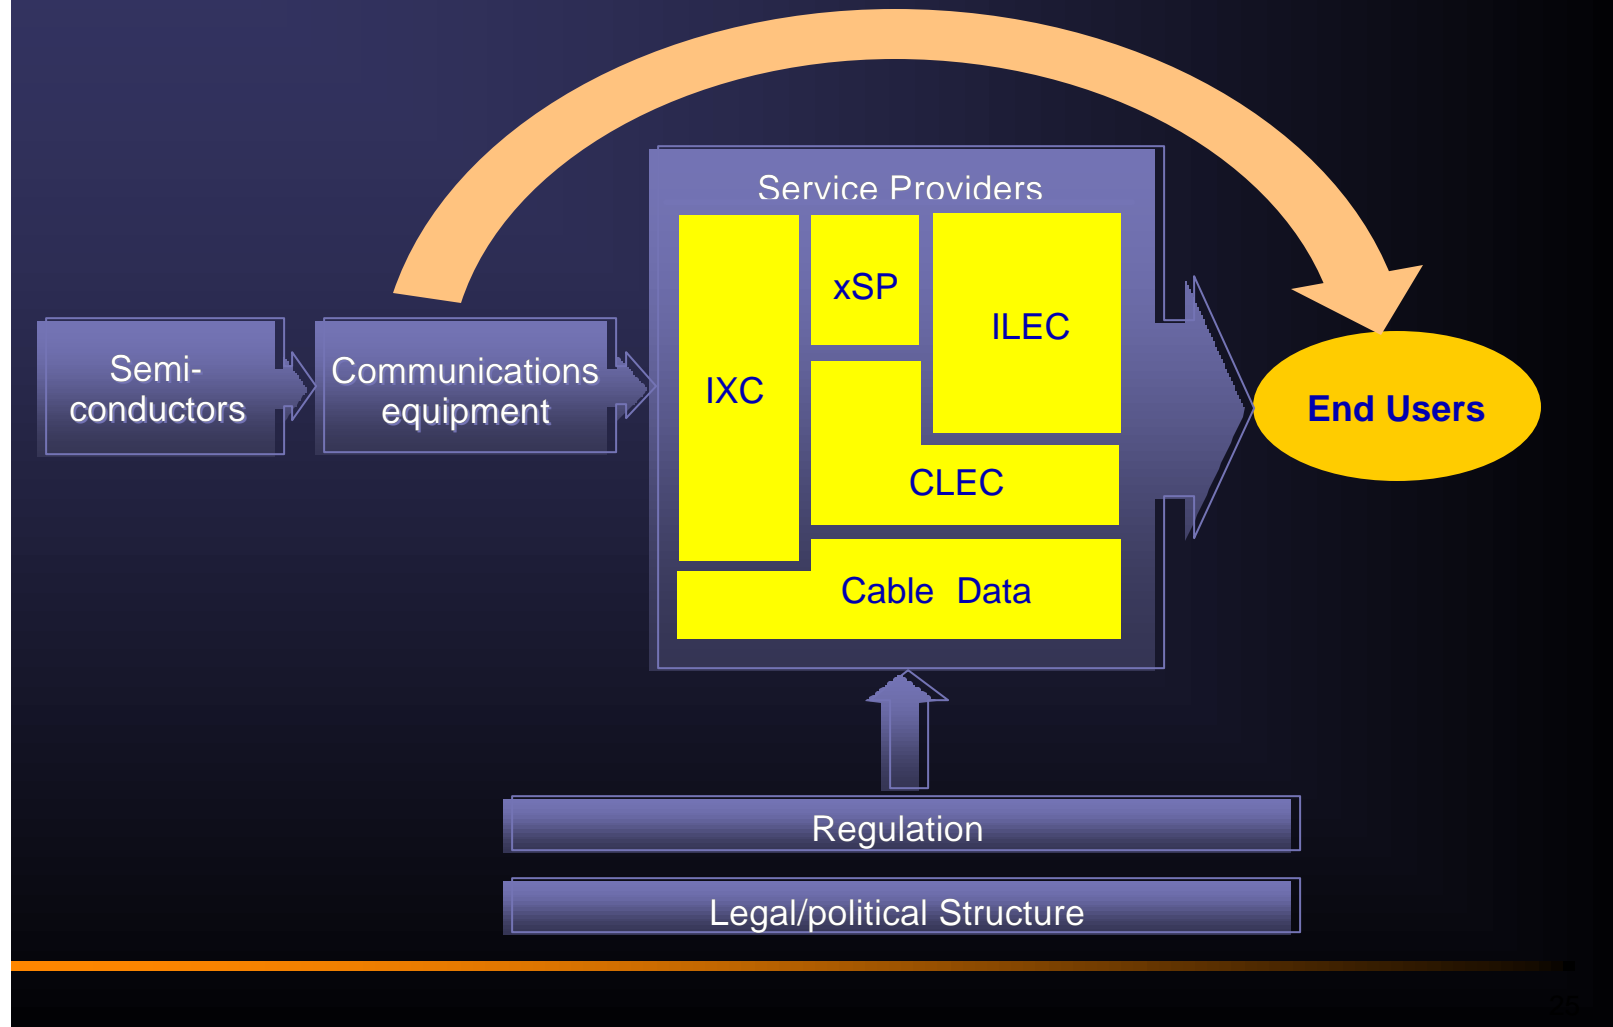 Service Providers
xSP
ILEC
IXC
Semi-
conductors
Communications
equipment
End Users
CLEC
Cable Data
Regulation
Legal/political Structure